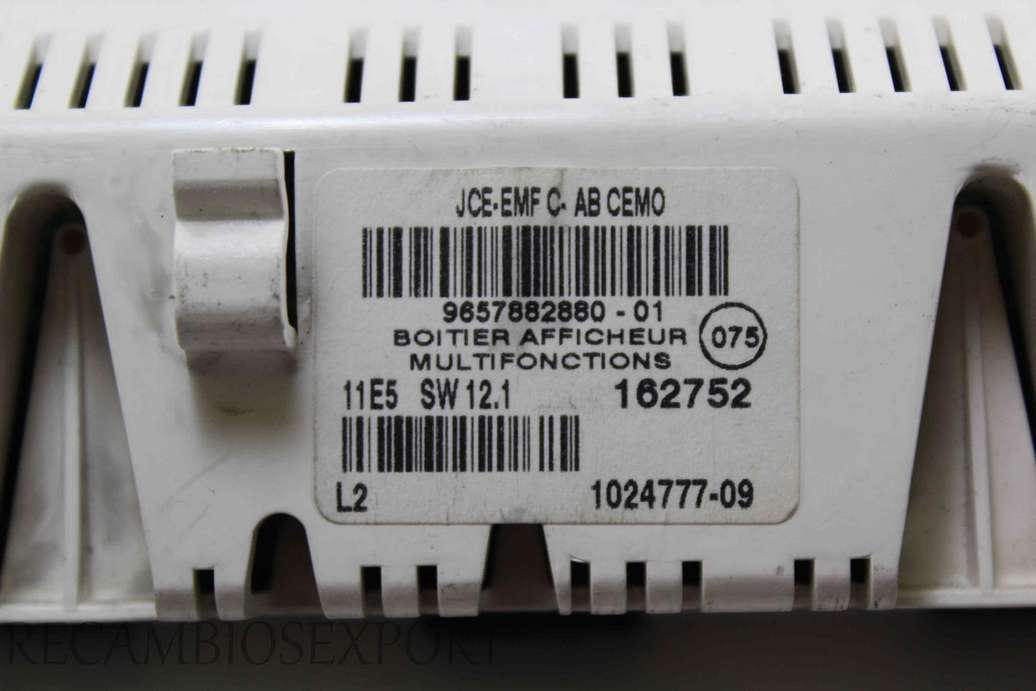 JCE-EMF C- AB CEMO
9657882880 - 01
BOITIER AFFICHEUR
MULTIFONCTIONS
075
11E5 SW 12.1 162752
L2 1024777-09
RECAMBIOSEXPORT